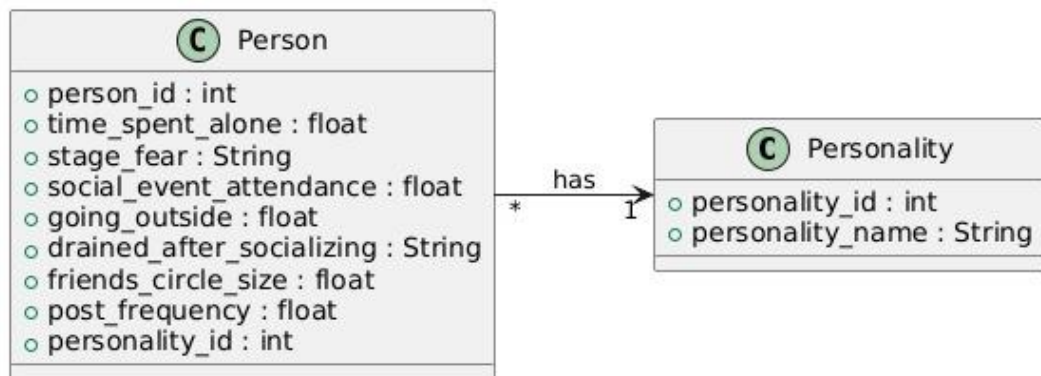 C Person
person_id : int
time_spent_alone : float
stage_fear : String
social_event_attendance : float
going_outside : float
drained_after_socializing : String
friends_circle_size : float
post_frequency : float
personality_id : int
has
* 1
C Personality
personality_id : int
personality_name : String